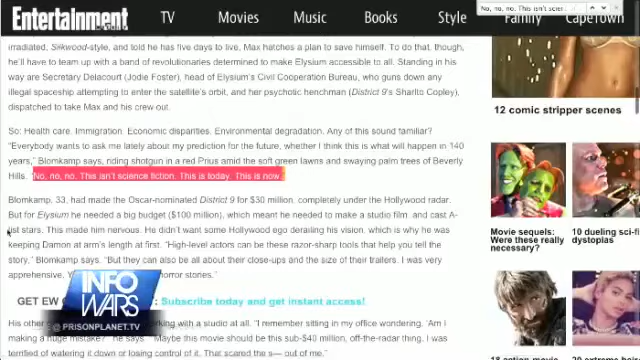 Entertainment TV Movies Music Books Style Family CapeTown
No, no, no. This isn't scien
irradiated, Silkwood-style, and told he has five days to live, Max hatches a plan to save himself. To do that, though,
he'll have to team up with a band of revolutionaries determined to make Elysium accessible to all. Standing in his
way are Secretary Delacourt (Jodie Foster), head of Elysium's Civil Cooperation Bureau, who guns down any
illegal spaceship attempting to enter the satellite's orbit, and her psychotic henchman (District 9's Sharlto Copley),
dispatched to take Max and his crew out.
So: Health care. Immigration. Economic disparities. Environmental degradation. Any of this sound familiar?
"Everybody wants to ask me lately about my prediction for the future, whether I think this is what will happen in 140
years," Blomkamp says, riding shotgun in a red Prius amid the soft green lawns and swaying palm trees of Beverly
Hills. "No, no, no. This isn't science fiction. This is today. This is now."
Blomkamp, 33, had made the Oscar-nominated District 9 for $30 million, completely under the Hollywood radar.
But for Elysium he needed a big budget ($100 million), which meant he needed to make a studio film and cast A-
list stars. This made him nervous. He didn't want some Hollywood ego derailing his vision, which is why he was
keeping Damon at arm's length at first. "High-level actors can be these razor-sharp tools that help you tell the
story," Blomkamp says. "But they can also be all about their close-ups and the size of their trailers. I was very
apprehensive. horror stories."
GET EW Subscribe today and get instant access!
His other working with a studio at all. "I remember sitting in my office wondering, 'Am I
making a huge mistake?' he says. "'Maybe this movie should be this sub-$40 million, off-the-radar thing. I was
terrified of watering it down or losing control of it. That scared the s— out of me."
12 comic stripper scenes
Movie sequels:
Were these really
necessary?
10 dueling sci-fi
dystopias
18 action movie
INFO
WARS
@ PRISONPLANET.TV